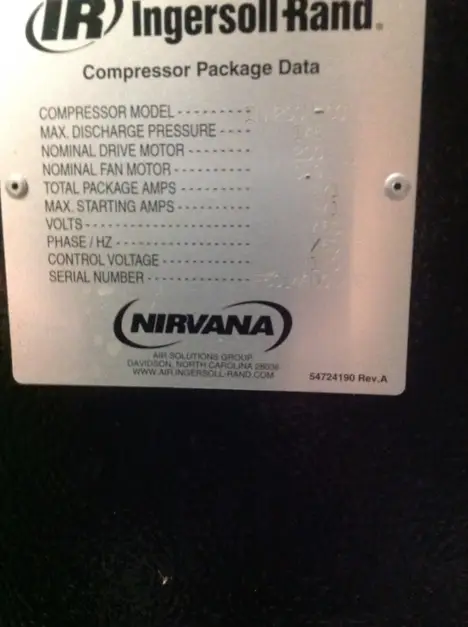 IR Ingersoll Rand®
Compressor Package Data
COMPRESSOR MODEL
MAX. DISCHARGE PRESSURE
NOMINAL DRIVE MOTOR
NOMINAL FAN MOTOR
TOTAL PACKAGE AMPS
MAX. STARTING AMPS
VOLTS
PHASE / HZ
CONTROL VOLTAGE
SERIAL NUMBER
NIRVANA
AIR SOLUTIONS GROUP
DAVIDSON, NORTH CAROLINA 28036
WWW.AIR.INGERSOLL-RAND.COM
54724190 Rev.A